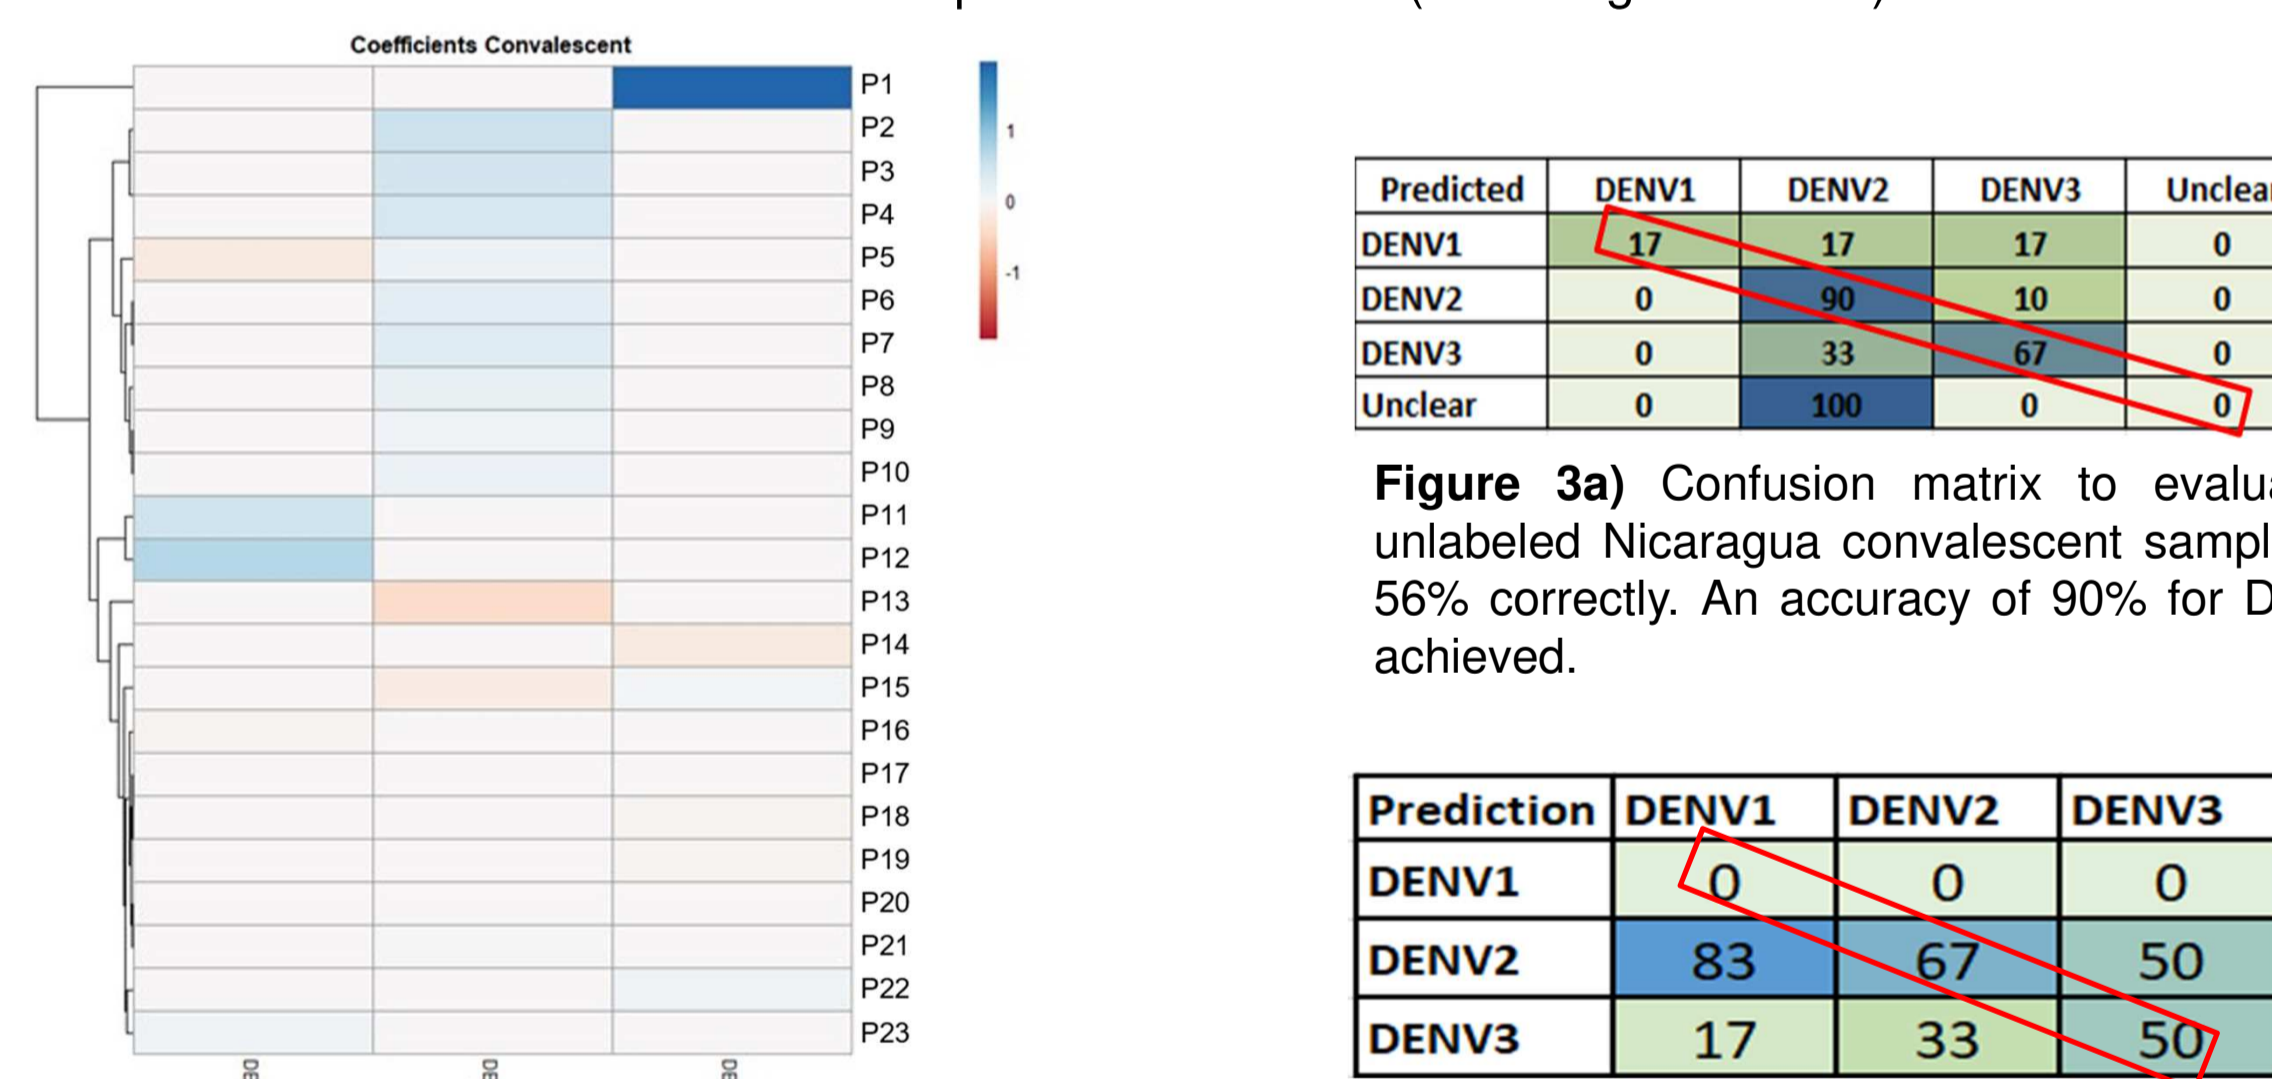 Coefficients Convalescent
P1
P2
P3
P4
P5
P6
P7
P8
P9
P10
P11
P12
P13
P14
P15
P16
P17
P18
P19
P20
P21
P22
P23
1
0
-1
Predicted DENV1 DENV2 DENV3
DENV1 17 17 17 0
DENV2 0 90 10 0
DENV3 0 33 67 0
Unclear 0 100 0 0
Figure 3a) Confusion matrix to
unlabeled Nicaragua convalescent
56% correctly. An accuracy of 90% for
achieved.
Prediction DENV1 DENV2 DENV3
DENV1 0 0 0
DENV2 83 67 50
DENV3 17 33 50